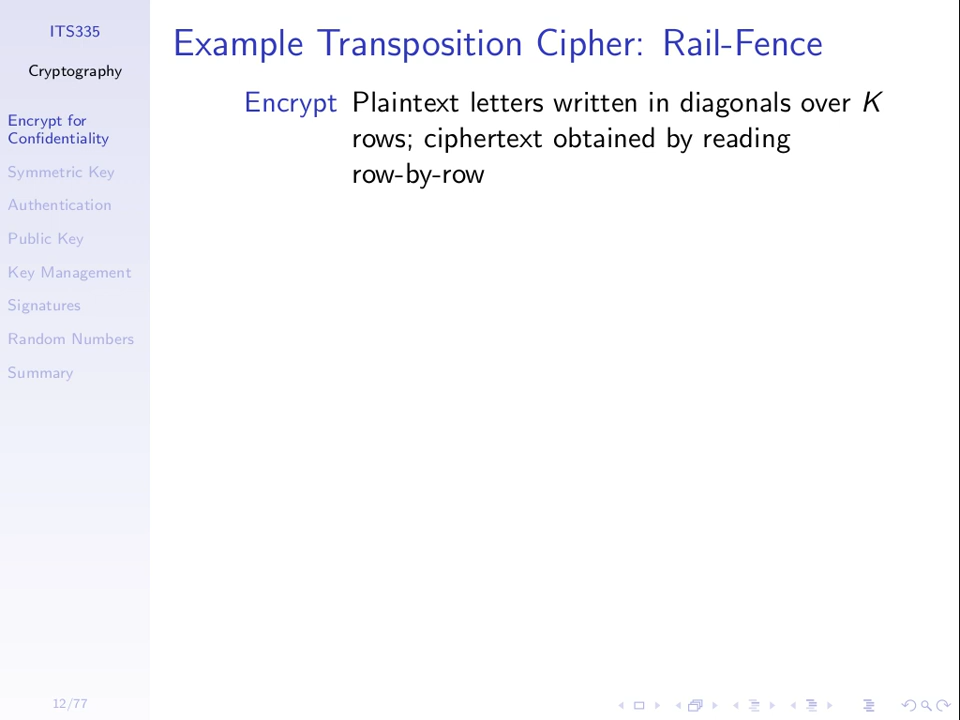 ITS335
Cryptography
Encrypt for
Confidentiality
Symmetric Key
Authentication
Public Key
Key Management
Signatures
Random Numbers
Summary
12/77
Example Transposition Cipher: Rail-Fence
Encrypt Plaintext letters written in diagonals over K
rows; ciphertext obtained by reading
row-by-row